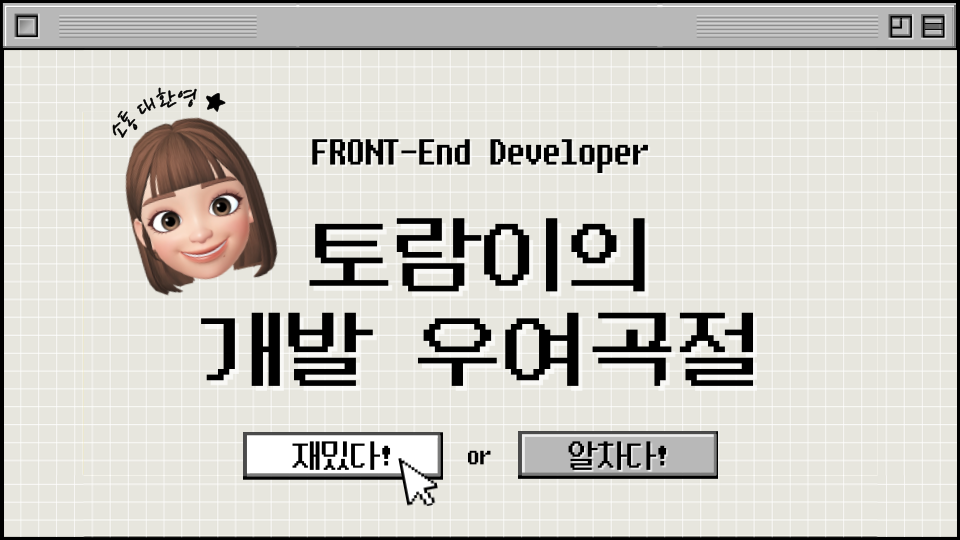 소통 대환영
FRONT-End Developer
토람이의
개발 우여곡절
재밌다! or 알차다!